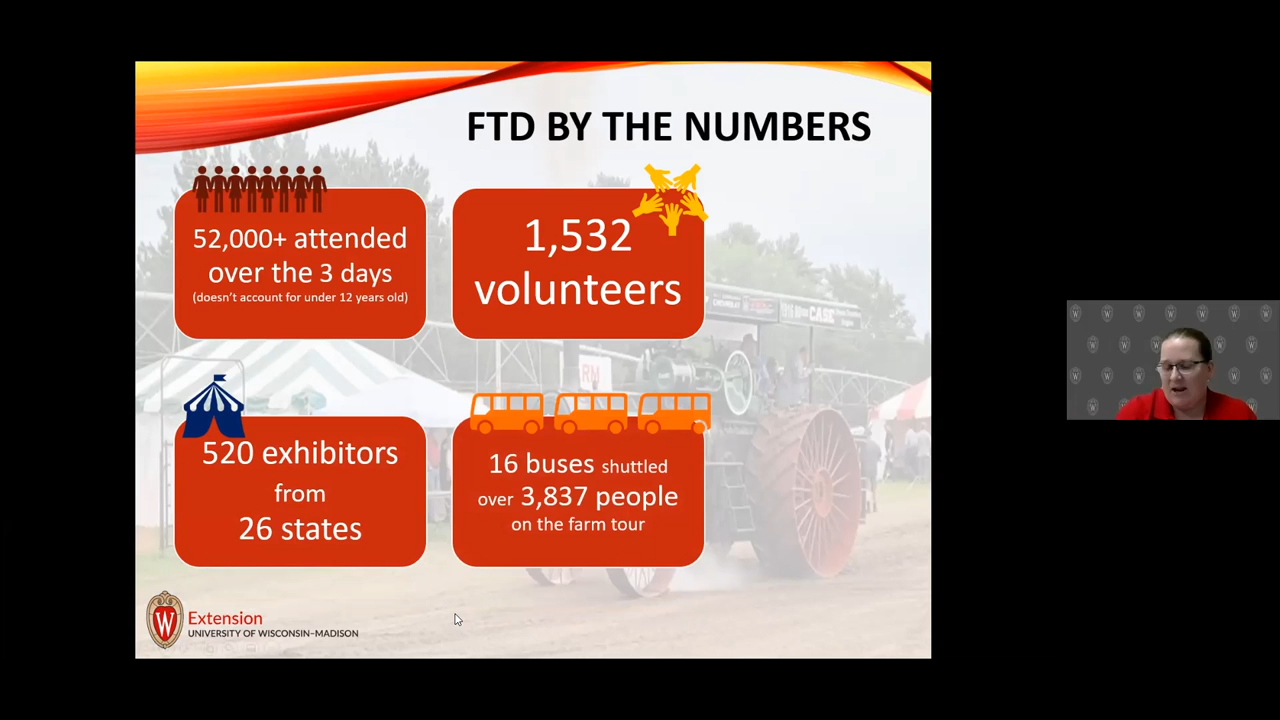 FTD BY THE NUMBERS
52,000+ attended
over the 3 days
(doesn't account for under 12 years old)
1,532
volunteers
520 exhibitors
from
26 states
16 buses shuttled
over 3,837 people
on the farm tour
CASE
W
Extension
UNIVERSITY OF WISCONSIN–MADISON